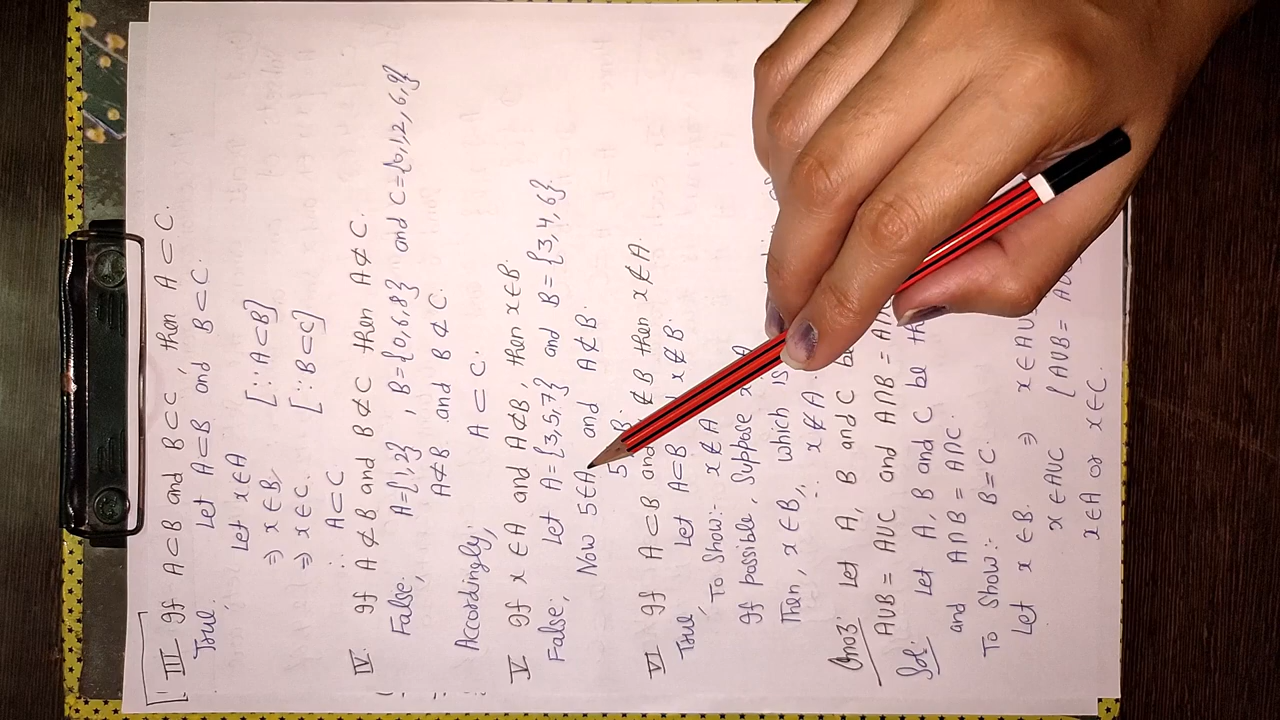 III If A⊂B and B⊂C, then A⊂C.
True, Let A⊂B and B⊂C.
Let x∈A
⇒ x∈B, [∵A⊂B]
⇒ x∈C. [∵B⊂C]
∴ A⊂C
IV. If A⊄B and B⊄C then A⊄C.
False, A={1,2}, B={0,6,8} and C={0,1,2,6,9}
A⊄B and B⊄C.
Accordingly, A⊂C.
V If x∈A and A⊄B, then x∈B.
False, Let A={3,5,7} and B={3,4,6}.
Now 5∈A and A⊄B.
5 B.
VI If A⊂B and ∉B then x∉A.
True, Let A⊂B x∉B.
To Show:- x∉A
If possible, Suppose x A
Then, x∈B, which is
∴ x∉A.
Qno3. Let A, B and C be
A∪B = A∪C and A∩B = A∩
Sol: Let A, B and C be
and A∩B = A∩C
To Show:- B=C
Let x∈B. ⇒ x∈A∪
x∈A∪C [A∪B = A∪
x∈A or x∈C.